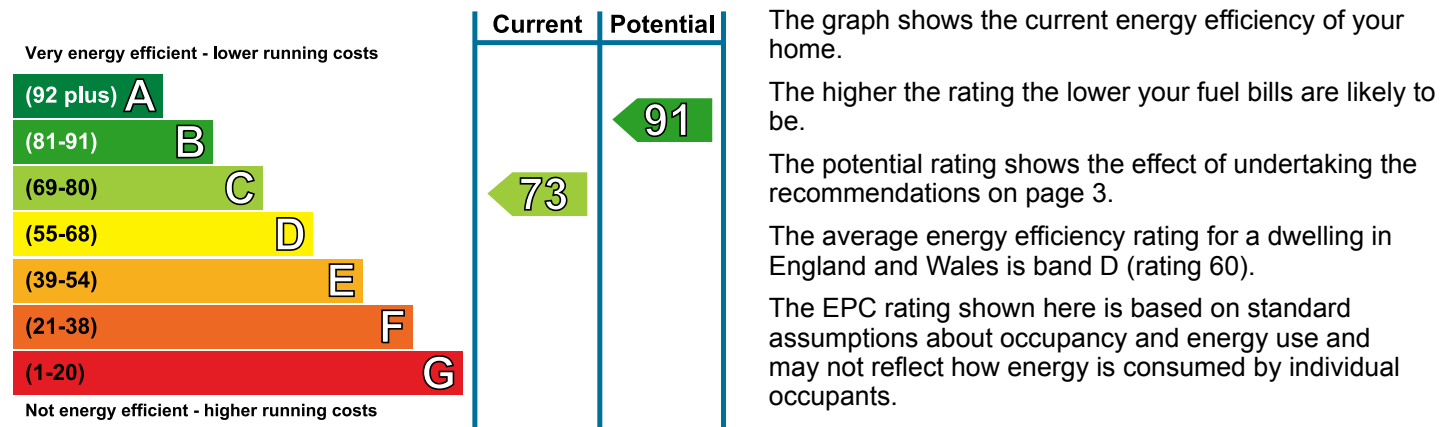 Current Potential
Very energy efficient - lower running costs
(92 plus) A
(81-91) B
(69-80) C
(55-68) D
(39-54) E
(21-38) F
(1-20) G
Not energy efficient - higher running costs
73
91
The graph shows the current energy efficiency of your
home.
The higher the rating the lower your fuel bills are likely to
be.
The potential rating shows the effect of undertaking the
recommendations on page 3.
The average energy efficiency rating for a dwelling in
England and Wales is band D (rating 60).
The EPC rating shown here is based on standard
assumptions about occupancy and energy use and
may not reflect how energy is consumed by individual
occupants.